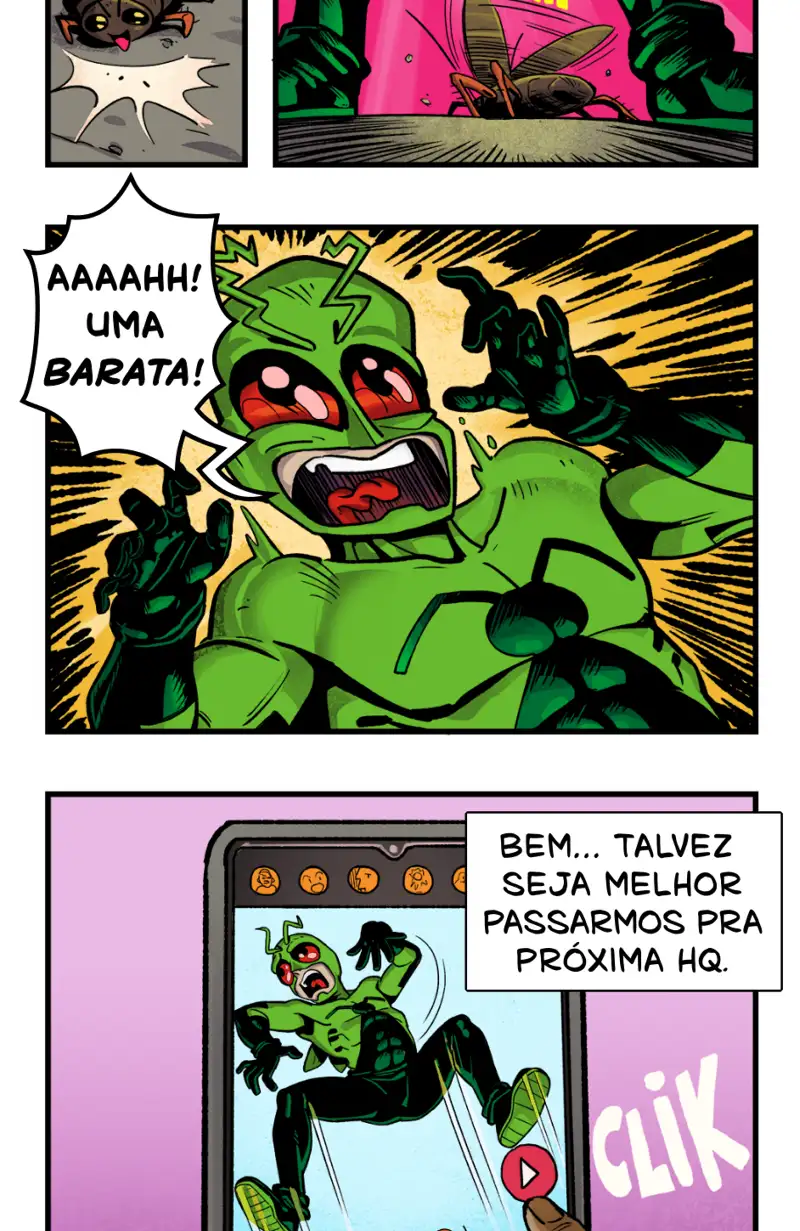 AAAAHH!
UMA
BARATA!
BEM... TALVEZ
SEJA MELHOR
PASSARMOS PRA
PRÓXIMA HQ.
CLIK